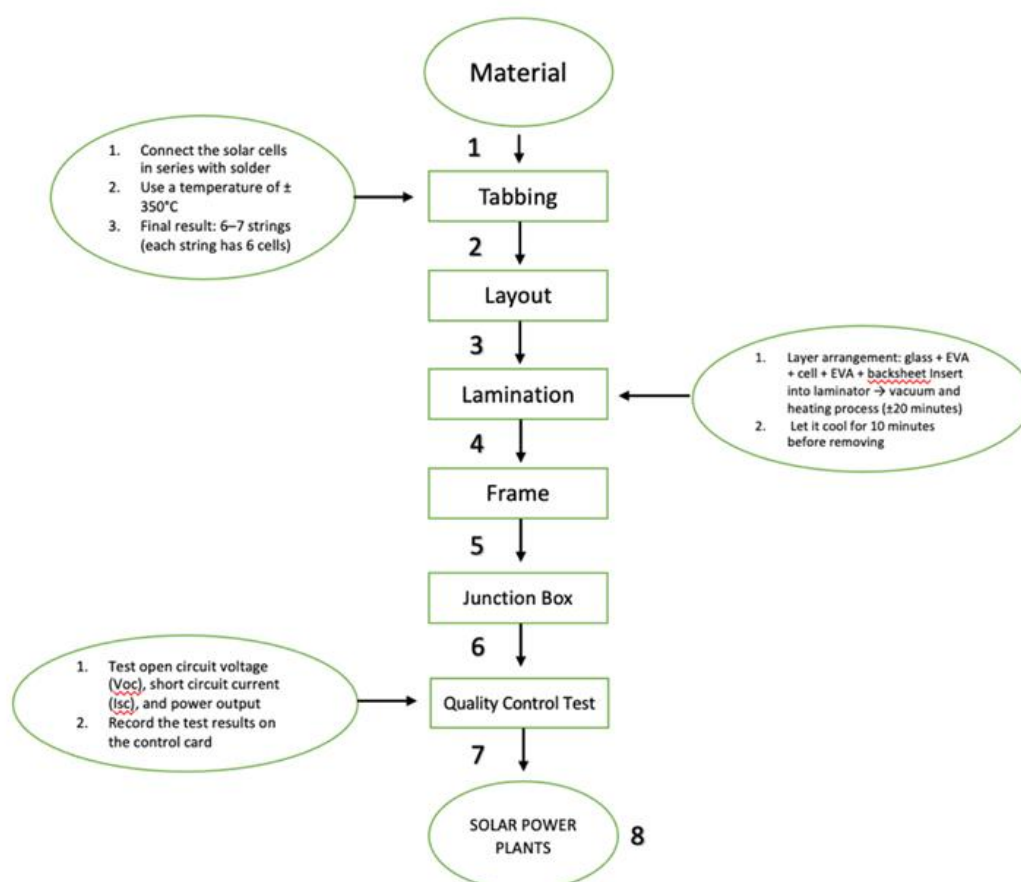 Material
1
1. Connect the solar cells
in series with solder
2. Use a temperature of ±
350°C
3. Final result: 6–7 strings
(each string has 6 cells)
Tabbing
2
Layout
3
Lamination
1. Layer arrangement: glass + EVA
+ cell + EVA + backsheet Insert
into laminator → vacuum and
heating process (±20 minutes)
2. Let it cool for 10 minutes
before removing
4
Frame
5
Junction Box
6
1. Test open circuit voltage
(Voc), short circuit current
(Isc), and power output
2. Record the test results on
the control card
Quality Control Test
7
SOLAR POWER
PLANTS
8